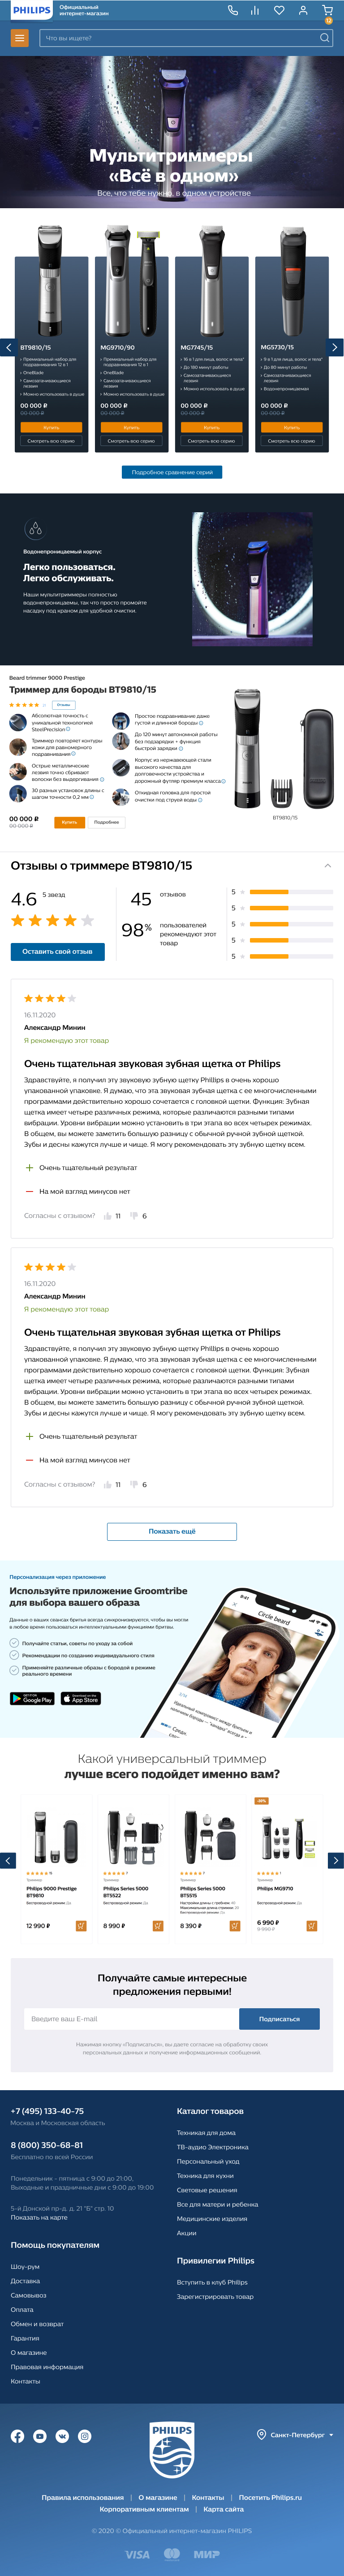 PHILIPS
Официальный
интернет-магазин
12
Что вы ищете?
Мультитриммеры
«Всё в одном»
Все, что тебе нужно, в одном устройстве
BT9810/15
Премиальный набор для
подравнивания 12 в 1
OneBlade
Самозатачивающиеся
лезвия
Можно использовать в душе
00 000 ₽
00 000 ₽
Купить
Смотреть всю серию
MG9710/90
Премиальный набор для
подравнивания 12 в 1
OneBlade
Самозатачивающиеся
лезвия
Можно использовать в душе
00 000 ₽
00 000 ₽
Купить
Смотреть всю серию
MG7745/15
16 в 1 для лица, волос и тела*
До 180 минут работы
Самозатачивающиеся
лезвия
Можно использовать в душе
00 000 ₽
00 000 ₽
Купить
Смотреть всю серию
MG5730/15
9 в 1 для лица, волос и тела*
До 80 минут работы
Самозатачивающиеся
лезвия
Водонепроницаемая
00 000 ₽
00 000 ₽
Купить
Смотреть всю серию
Подробное сравнение серий
Водонепроницаемый корпус
Легко пользоваться.
Легко обслуживать.
Наши мультитриммеры полностью
водонепроницаемы, так что просто промойте
насадку под краном для удобной очистки.
Beard trimmer 9000 Prestige
Триммер для бороды BT9810/15
Отзывы
Абсолютная точность с
уникальной технологией
SteelPrecision
Триммер повторяет контуры
кожи для равномерного
подравнивания
Острые металлические
лезвия точно сбривают
волоски без выдергивания
30 разных установок длины с
шагом точности 0,2 мм
Простое подравнивание даже
густой и длинной бороды
До 120 минут автономной работы
без подзарядки + функция
быстрой зарядки
Корпус из нержавеющей стали
высокого качества для
долговечности устройства и
дорожный футляр премиум класса
Откидная головка для простой
очистки под струей воды
00 000 ₽
00 000 ₽
Купить
Подробнее
BT9810/15
Отзывы о триммере BT9810/15
4.6
5 звезд
Оставить свой отзыв
45
отзывов
98%
пользователей
рекомендуют этот
товар
5
5
5
5
5
16.11.2020
Александр Минин
Я рекомендую этот товар
Очень тщательная звуковая зубная щетка от Philips
Здравствуйте, я получил эту звуковую зубную щетку Phillips в очень хорошо
упакованной упаковке. Я думаю, что эта звуковая зубная щетка с ее многочисленными
программами действительно хорошо сочетается с головкой щетки. Функция: Зубная
щетка имеет четыре различных режима, которые различаются разными типами
вибрации. Уровни вибрации можно установить в три этапа во всех четырех режимах.
В общем, вы можете заметить большую разницу с обычной ручной зубной щеткой.
Зубы и десны кажутся лучше и чище. Я могу рекомендовать эту зубную щетку всем.
Очень тщательный результат
На мой взгляд минусов нет
Согласны с отзывом?
11
6
16.11.2020
Александр Минин
Я рекомендую этот товар
Очень тщательная звуковая зубная щетка от Philips
Здравствуйте, я получил эту звуковую зубную щетку Phillips в очень хорошо
упакованной упаковке. Я думаю, что эта звуковая зубная щетка с ее многочисленными
программами действительно хорошо сочетается с головкой щетки. Функция: Зубная
щетка имеет четыре различных режима, которые различаются разными типами
вибрации. Уровни вибрации можно установить в три этапа во всех четырех режимах.
В общем, вы можете заметить большую разницу с обычной ручной зубной щеткой.
Зубы и десны кажутся лучше и чище. Я могу рекомендовать эту зубную щетку всем.
Очень тщательный результат
На мой взгляд минусов нет
Согласны с отзывом?
11
6
Показать ещё
Персонализация через приложение
Используйте приложение Groomtribe
для выбора вашего образа
Данные о ваших сеансах бритья всегда синхронизируются, чтобы вы могли
в любое время пользоваться интеллектуальными функциями бритвы.
Получайте статьи, советы по уходу за собой
Рекомендации по созданию индивидуального стиля
Применяйте различные образы с бородой в режиме
реального времени
Google Play
App Store
8:41
Circle beard
Какой универсальный триммер
лучше всего подойдет именно вам?
Триммер
Philips 9000 Prestige
BT9810
Беспроводной режим: Да
12 990 ₽
Триммер
Philips Series 5000
BT5522
Беспроводной режим: Да
8 990 ₽
Триммер
Philips Series 5000
BT5515
Настройки длины с гребнем: 40
Максимальная длина стрижки: 20
Беспроводной режим: Да
8 390 ₽
Триммер
Philips MG9710
Беспроводной режим: Да
6 990 ₽
Получайте самые интересные
предложения первыми!
Введите ваш E-mail
Подписаться
Нажимая кнопку «Подписаться», вы даете согласие на обработку своих
персональных данных и получение информационных сообщений.
+7 (495) 133-40-75
Москва и Московская область
8 (800) 350-68-81
Бесплатно по всей России
Понедельник - пятница с 9:00 до 21:00,
Выходные и праздничные дни с 9:00 до 19:00
5-й Донской пр-д, д. 21 "Б" стр. 10
Показать на карте
Помощь покупателям
Шоу-рум
Доставка
Самовывоз
Оплата
Обмен и возврат
Гарантия
О магазине
Правовая информация
Контакты
Каталог товаров
Техникая для дома
ТВ-аудио Электроника
Персональный уход
Техника для кухни
Световые решения
Все для матери и ребенка
Медицинские изделия
Акции
Привилегии Philips
Вступить в клуб Philips
Зарегистрировать товар
PHILIPS
Санкт-Петербург
Правила использования | О магазине | Контакты | Посетить Philips.ru
Корпоративным клиентам | Карта сайта
© 2020 © Официальный интернет-магазин PHILIPS
VISA
МИР